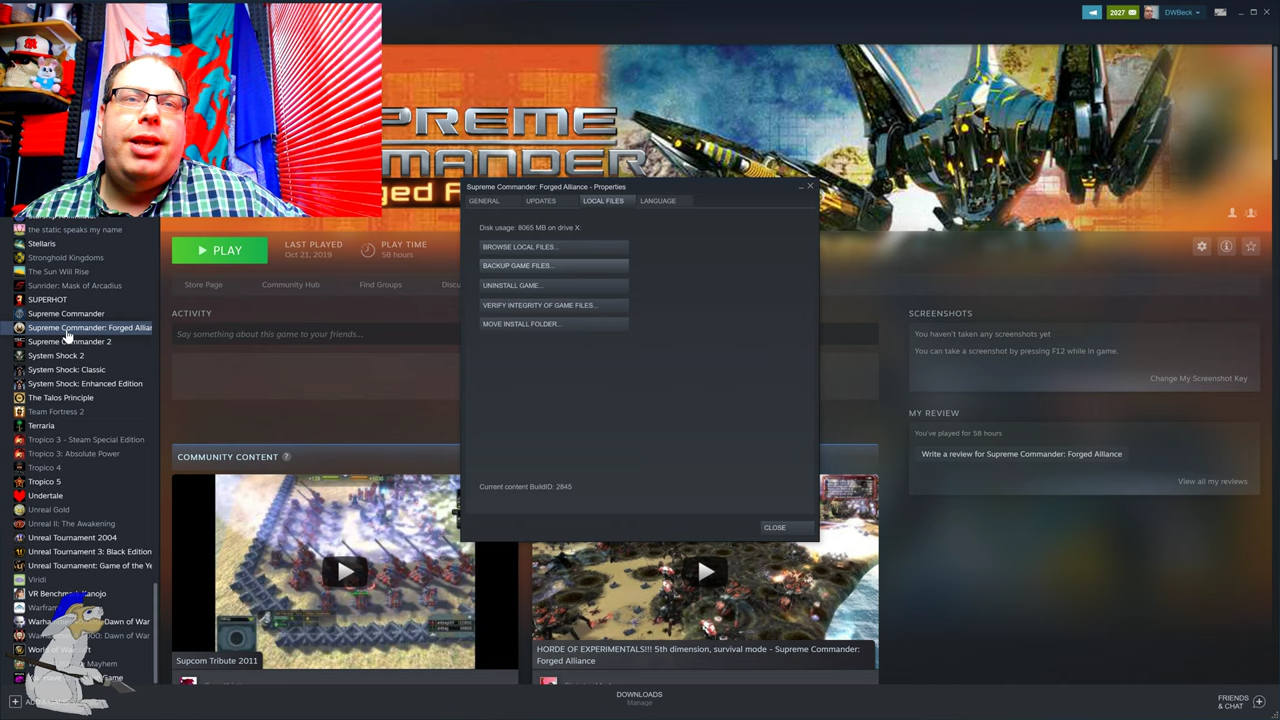 2027
DWBeck
PREME
MMANDER
Supreme Commander: Forged Alliance - Properties
GENERAL
UPDATES
LOCAL FILES
LANGUAGE
Disk usage: 8065 MB on drive X:
BROWSE LOCAL FILES...
BACKUP GAME FILES...
UNINSTALL GAME...
VERIFY INTEGRITY OF GAME FILES...
MOVE INSTALL FOLDER...
Current content BuildID: 2845
CLOSE
the static speaks my name
Stellaris
Stronghold Kingdoms
The Sun Will Rise
Sunrider: Mask of Arcadius
SUPERHOT
Supreme Commander
Supreme Commander: Forged Allian
Supreme Commander 2
System Shock 2
System Shock: Classic
System Shock: Enhanced Edition
The Talos Principle
Team Fortress 2
Terraria
Tropico 3 - Steam Special Edition
Tropico 3: Absolute Power
Tropico 4
Tropico 5
Undertale
Unreal Gold
Unreal II: The Awakening
Unreal Tournament 2004
Unreal Tournament 3: Black Edition
Unreal Tournament: Game of the Ye
Viridi
PLAY
LAST PLAYED
Oct 21, 2019
PLAY TIME
58 hours
Store Page
Community Hub
Find Groups
Discu
ACTIVITY
Say something about this game to your friends...
COMMUNITY CONTENT ?
Supcom Tribute 2011
HORDE OF EXPERIMENTALS!!! 5th dimension, survival mode - Supreme Commander:
Forged Alliance
SCREENSHOTS
You haven't taken any screenshots yet
You can take a screenshot by pressing F12 while in game.
Change My Screenshot Key
MY REVIEW
You've played for 58 hours
Write a review for Supreme Commander: Forged Alliance
View all my reviews
DOWNLOADS
Manage
FRIENDS
& CHAT